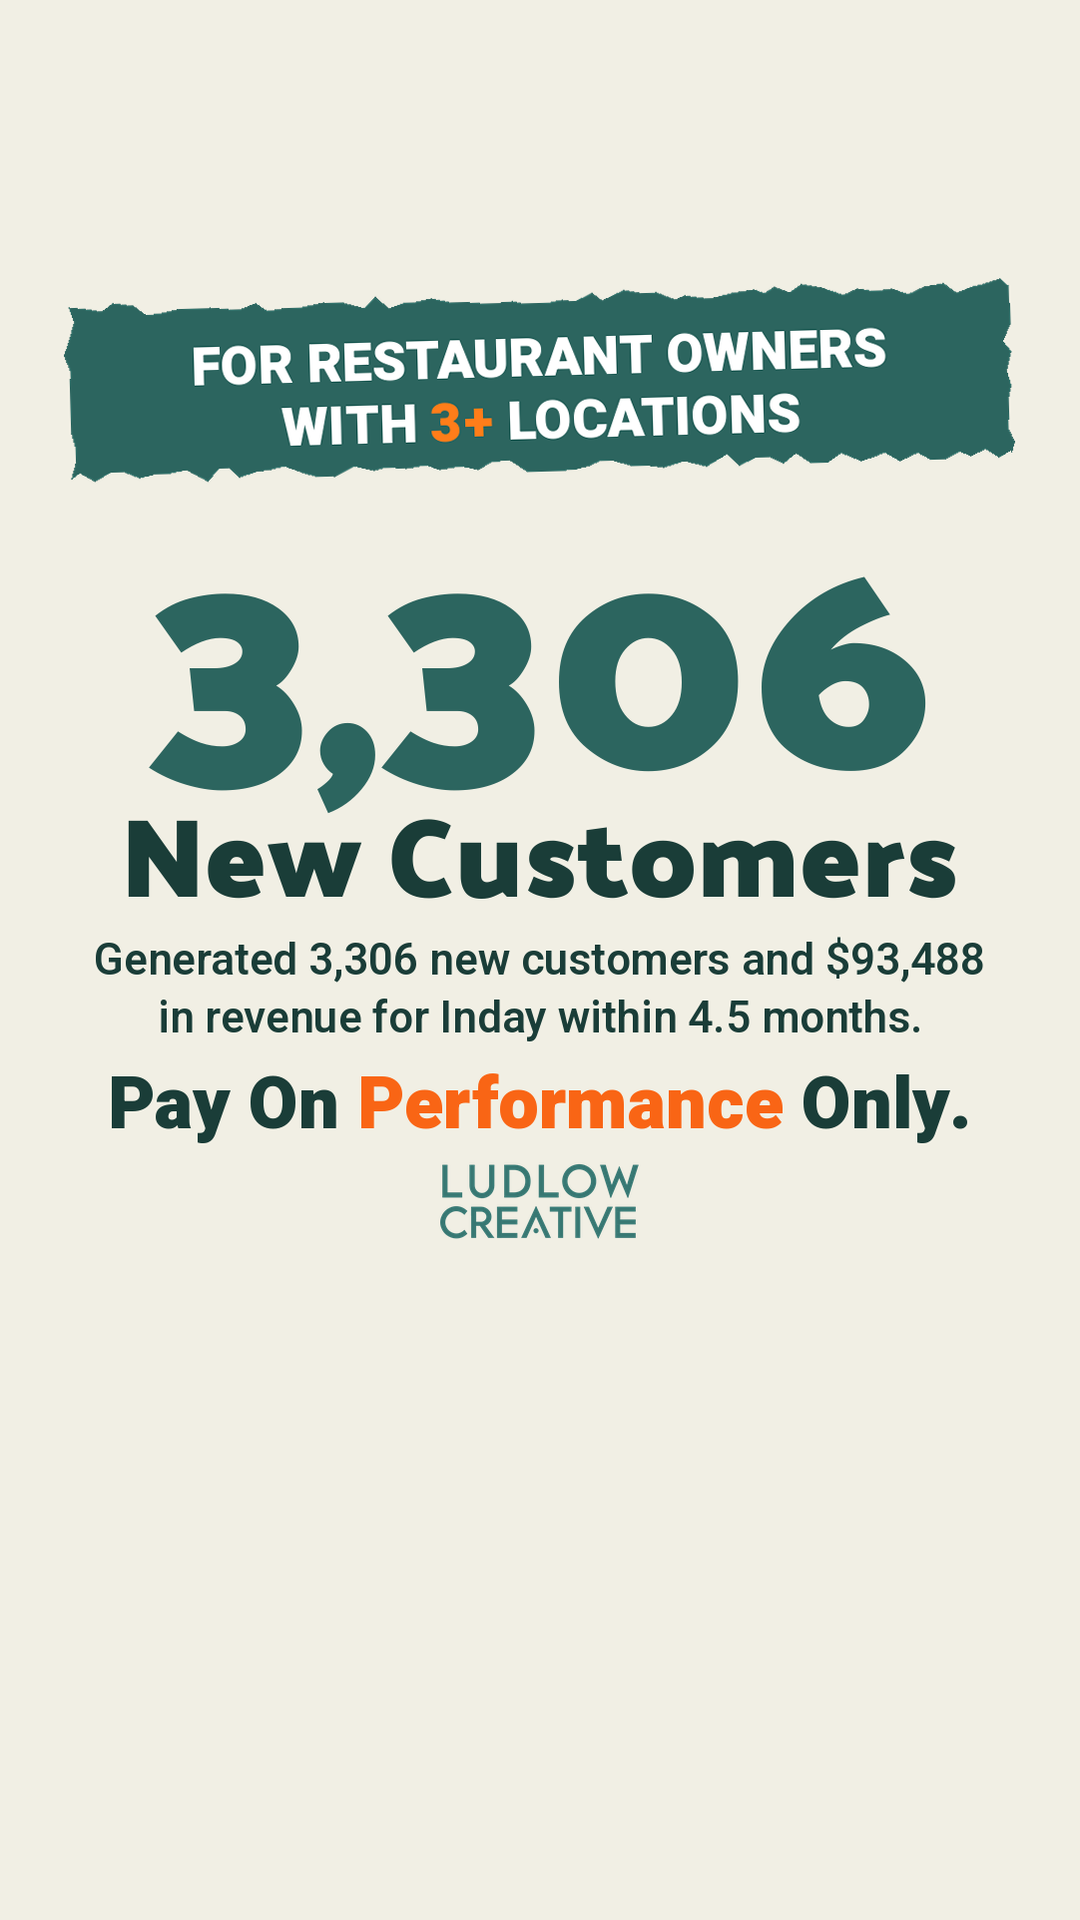 FOR RESTAURANT OWNERS
WITH 3+ LOCATIONS
3,306
New Customers
Generated 3,306 new customers and $93,488
in revenue for Inday within 4.5 months.
Pay On Performance Only.
LUDLOW
CREATIVE